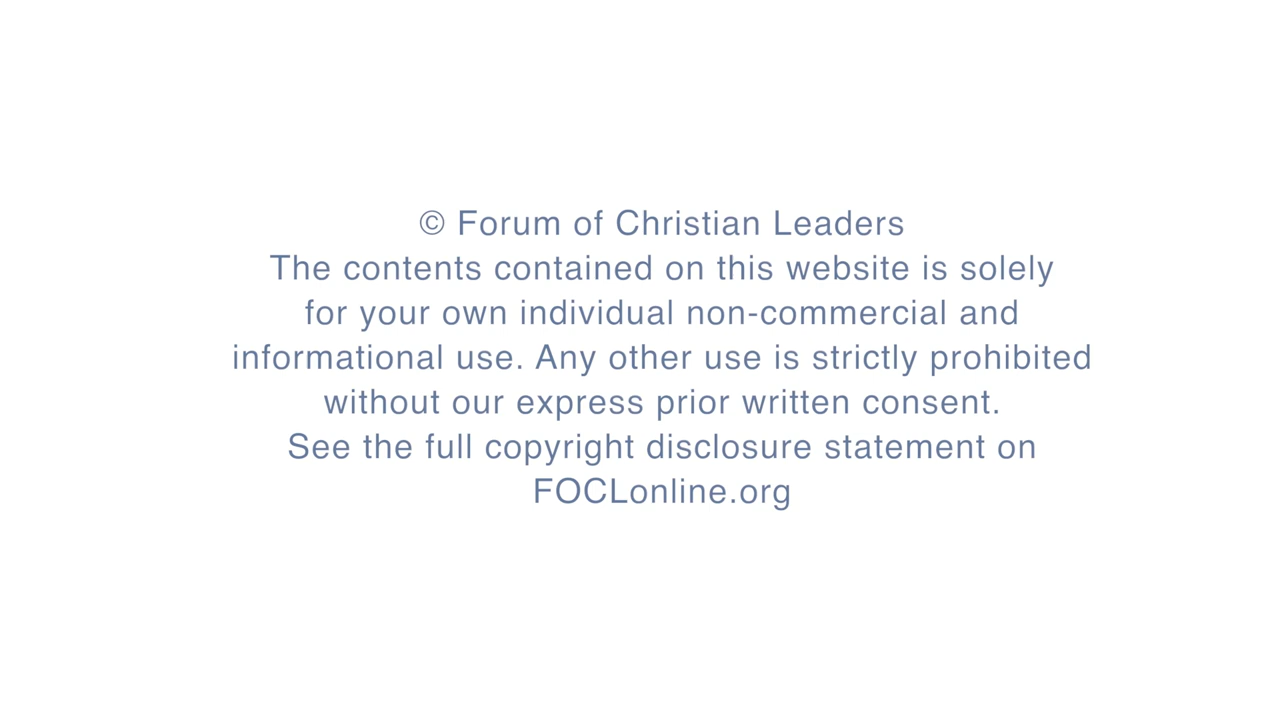 © Forum of Christian Leaders
The contents contained on this website is solely
for your own individual non-commercial and
informational use. Any other use is strictly prohibited
without our express prior written consent.
See the full copyright disclosure statement on
FOCLonline.org